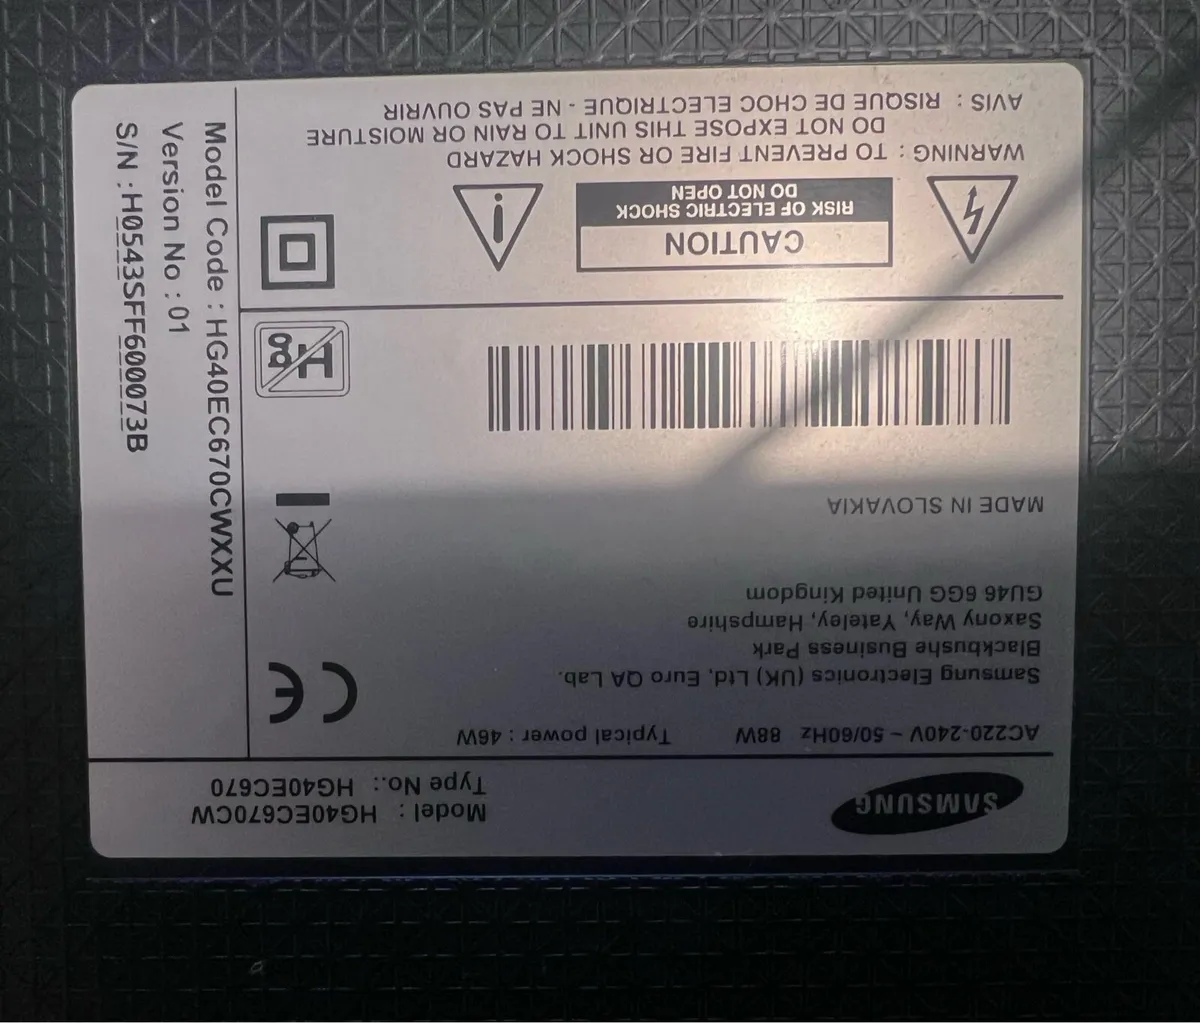 SAMSUNG
Model : HG40EC670CW
Type No.: HG40EC670
AC220-240V ~ 50/60Hz 88W Typical power : 46W
Samsung Electronics (UK) Ltd, Euro QA Lab.
Blackbushe Business Park
Saxony Way, Yateley, Hampshire
GU46 6GG United Kingdom
MADE IN SLOVAKIA
CE
CAUTION
RISK OF ELECTRIC SHOCK
DO NOT OPEN
WARNING : TO PREVENT FIRE OR SHOCK HAZARD
DO NOT EXPOSE THIS UNIT TO RAIN OR MOISTURE
AVIS : RISQUE DE CHOC ELECTRIQUE - NE PAS OUVRIR
Model Code : HG40EC670CWXXU
Version No : 01
S/N : H0543SFF600073B